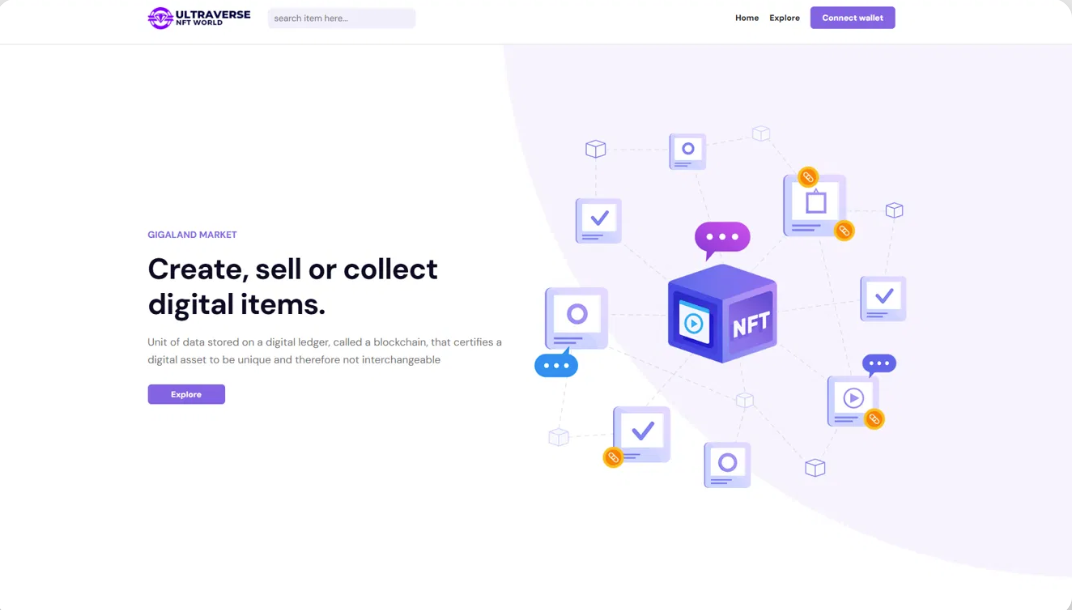 ULTRAVERSE
NFT WORLD
search item here...
Home
Explore
Connect wallet
GIGALAND MARKET
Create, sell or collect
digital items.
Unit of data stored on a digital ledger, called a blockchain, that certifies a
digital asset to be unique and therefore not interchangeable
Explore
NFT